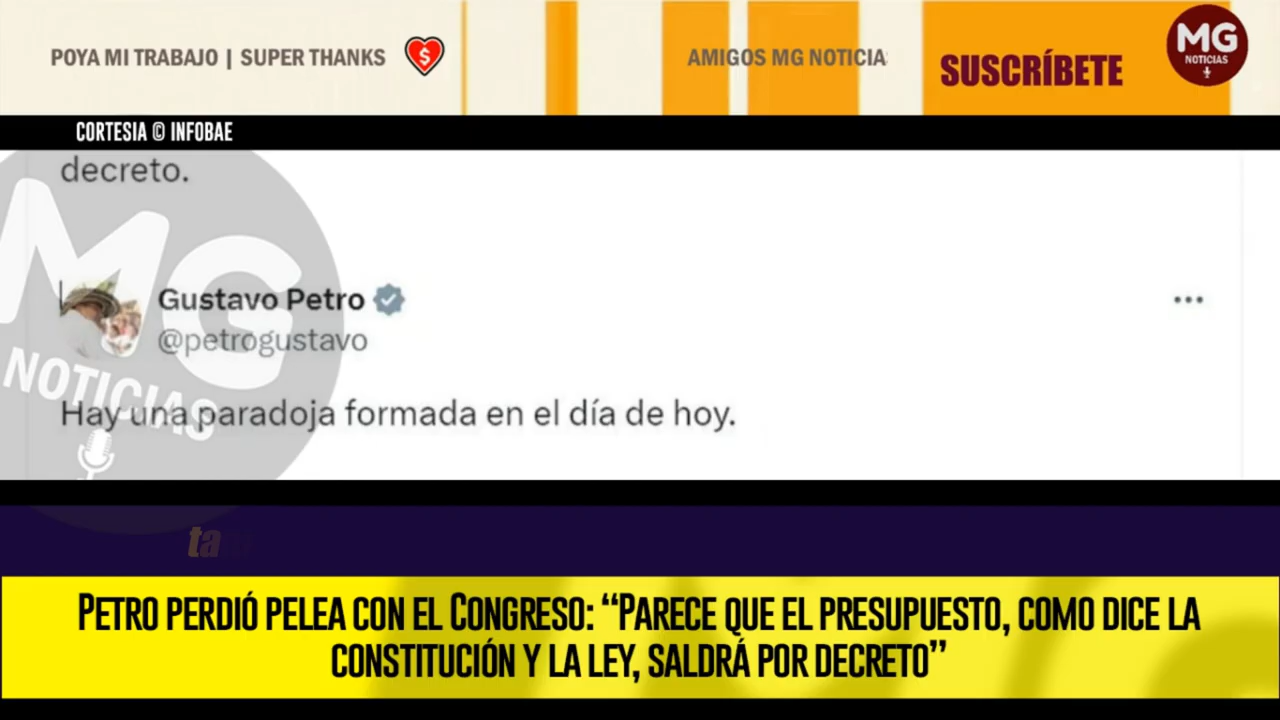 POYA MI TRABAJO | SUPER THANKS
AMIGOS MG NOTICIA
SUSCRÍBETE
MG
NOTICIAS
CORTESIA © INFOBAE
decreto.
MG
NOTICIAS
Gustavo Petro
@petrogustavo
Hay una paradoja formada en el día de hoy.
PETRO PERDIÓ PELEA CON EL CONGRESO: “PARECE QUE EL PRESUPUESTO, COMO DICE LA
CONSTITUCIÓN Y LA LEY, SALDRÁ POR DECRETO”